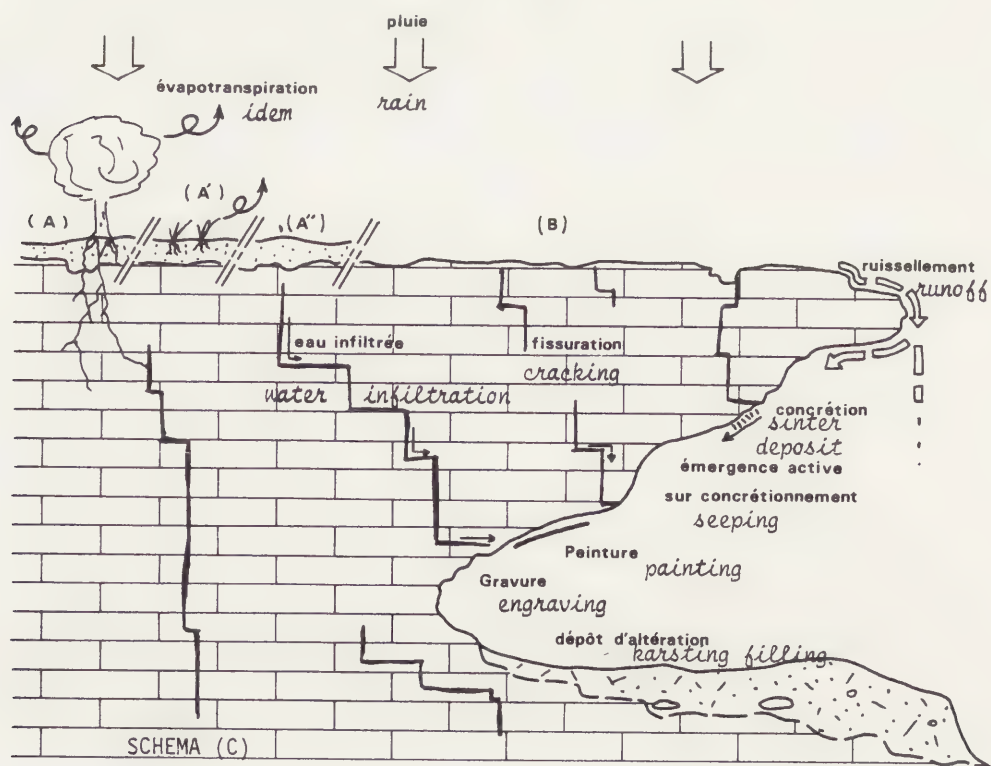 pluie
évapotranspiration
idem
rain
(A)
(A')
(A'')
(B)
ruissellement
runoff
eau infiltrée
fissuration
cracking
water infiltration
concrétion
sinter
deposit
émergence active
sur concrétionnement
seeping
Peinture
painting
Gravure
engraving
dépôt d'altération
karsting filling
SCHEMA (C)